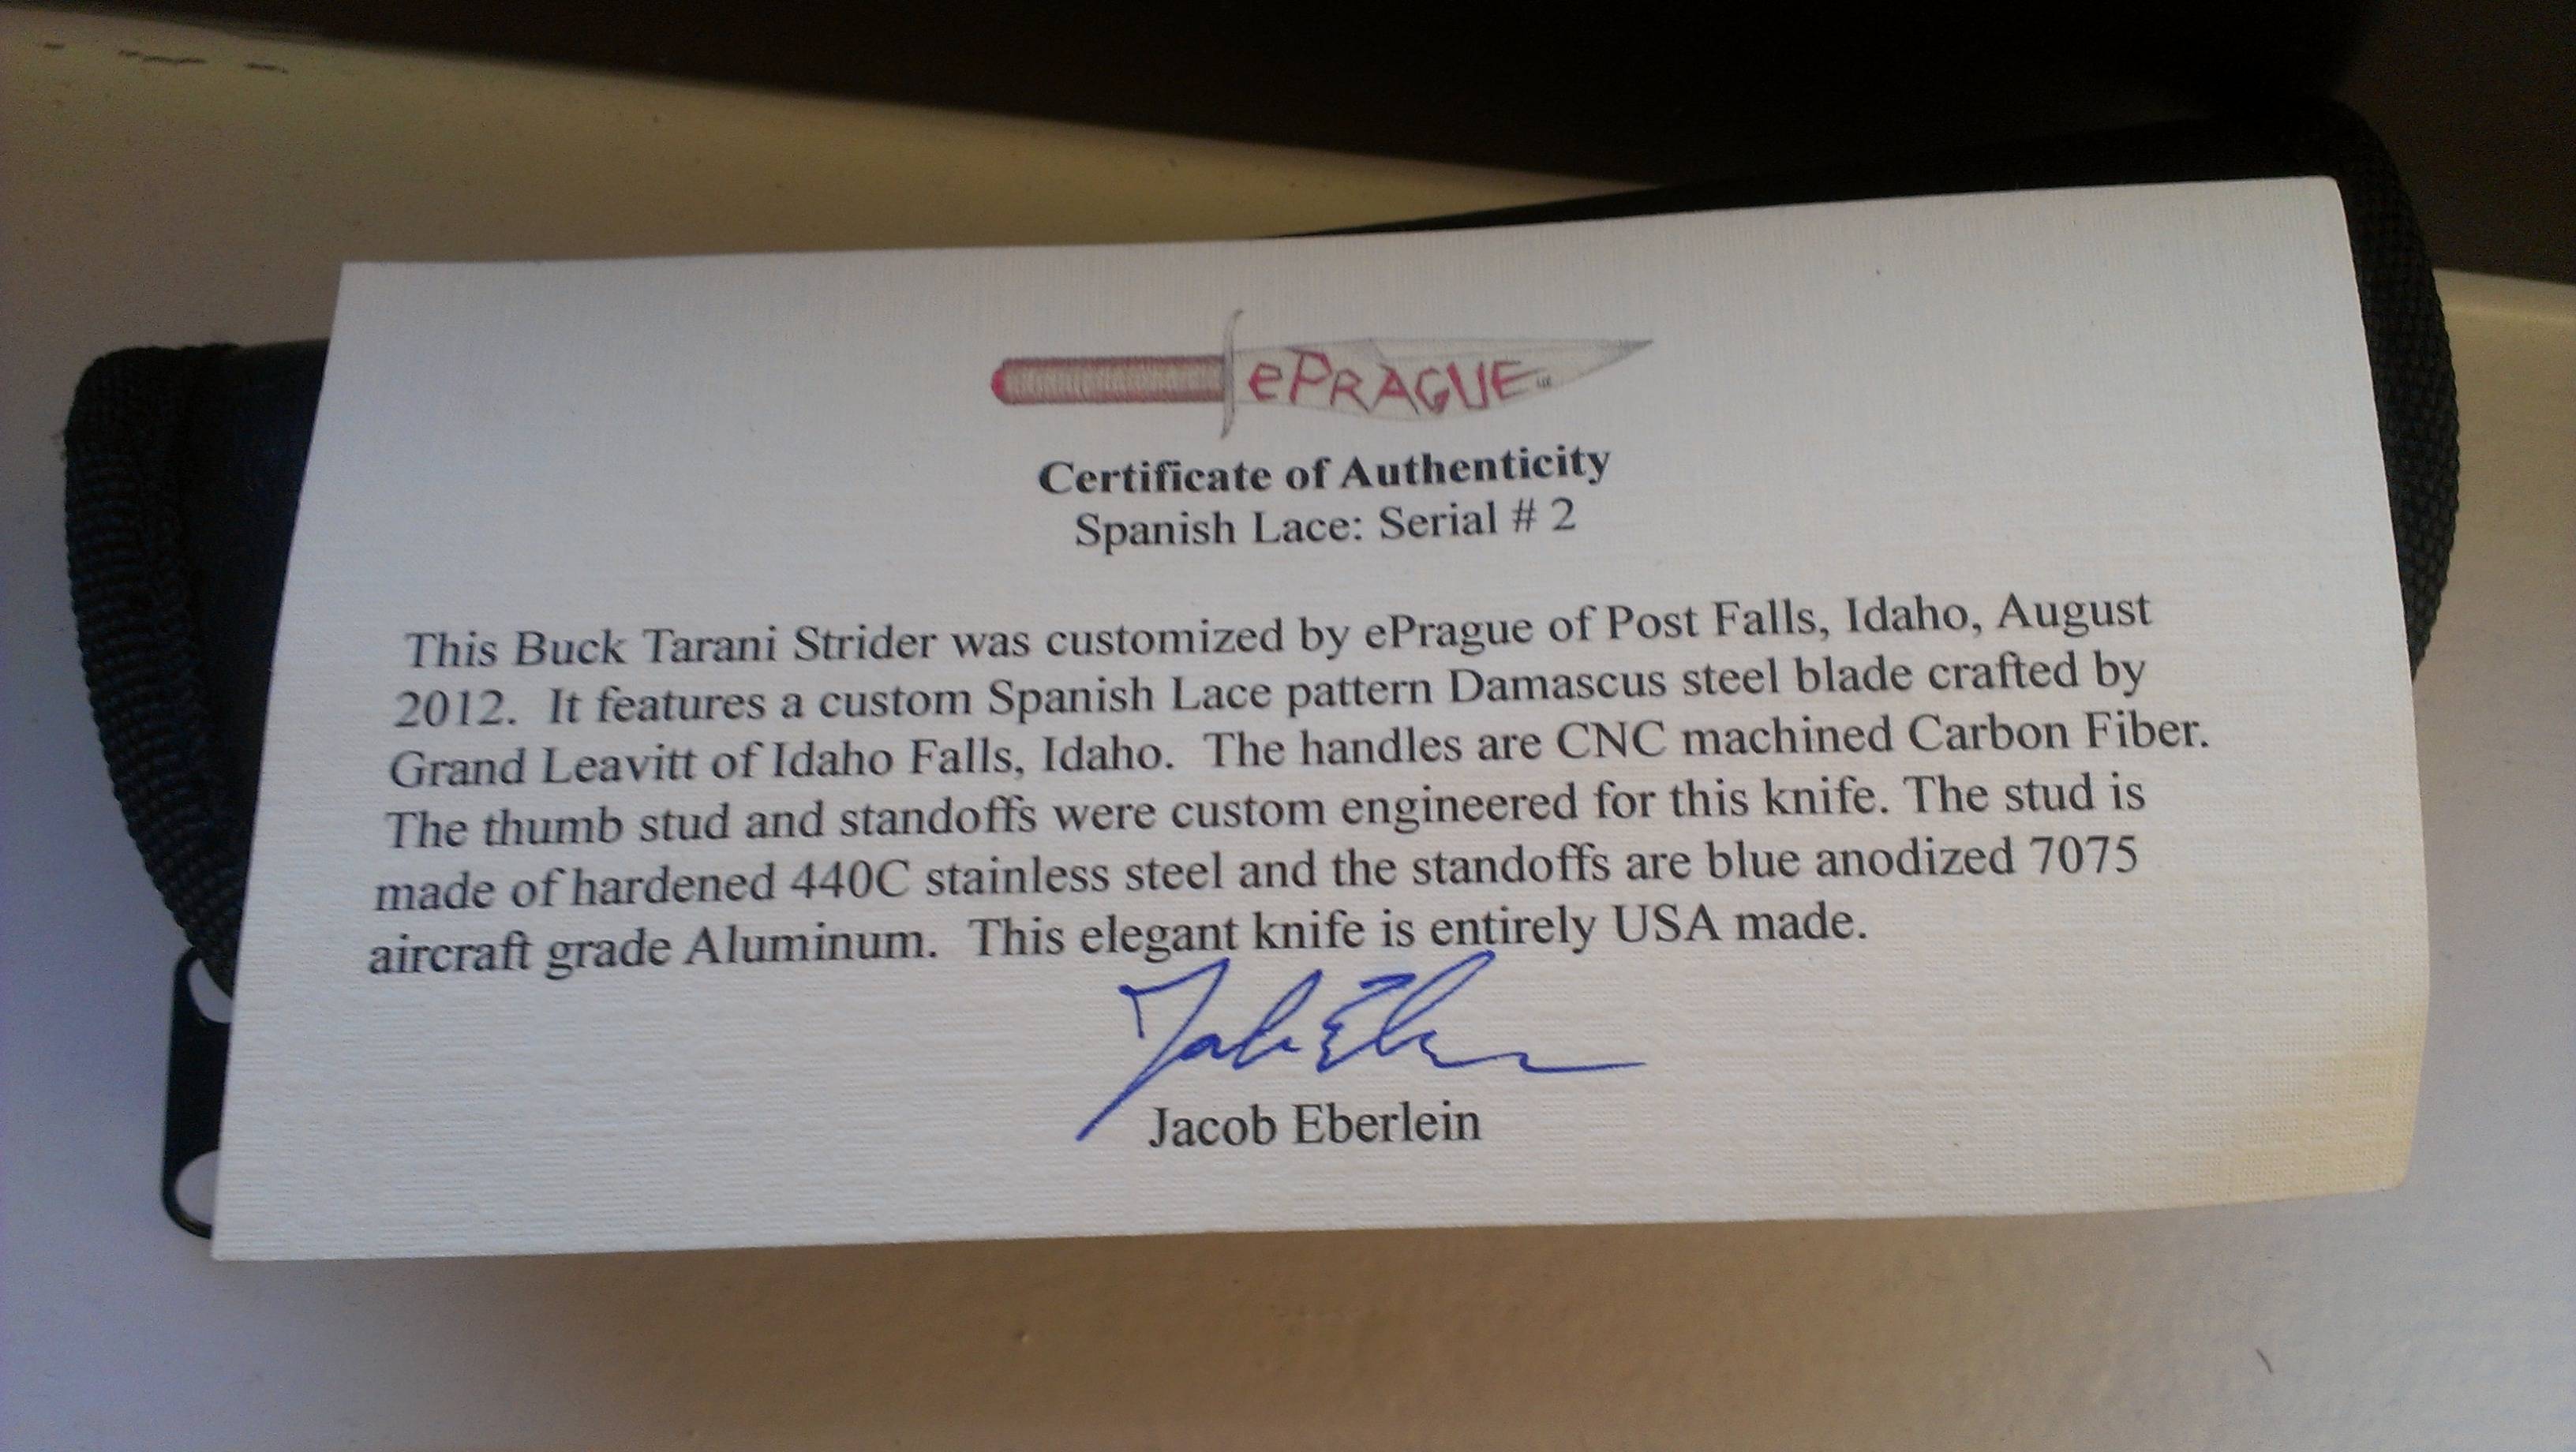 ePRAGUE LLC
Certificate of Authenticity
Spanish Lace: Serial # 2
This Buck Tarani Strider was customized by ePrague of Post Falls, Idaho, August
2012. It features a custom Spanish Lace pattern Damascus steel blade crafted by
Grand Leavitt of Idaho Falls, Idaho. The handles are CNC machined Carbon Fiber.
The thumb stud and standoffs were custom engineered for this knife. The stud is
made of hardened 440C stainless steel and the standoffs are blue anodized 7075
aircraft grade Aluminum. This elegant knife is entirely USA made.
Jacob Eberlein